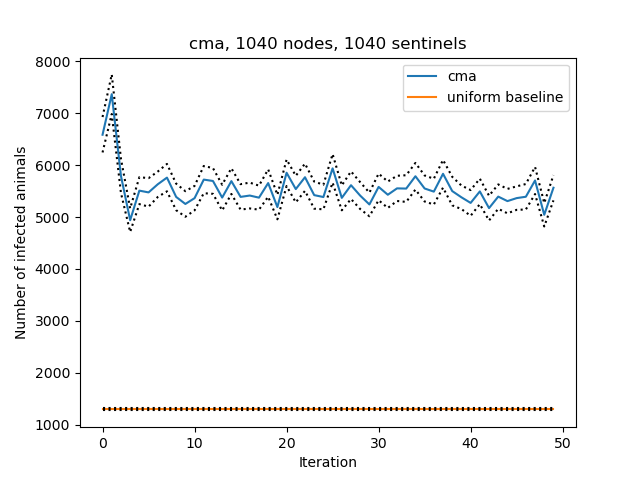 cma, 1040 nodes, 1040 sentinels
cma
uniform baseline
Number of infected animals
8000
7000
6000
5000
4000
3000
2000
1000
0 10 20 30 40 50
Iteration